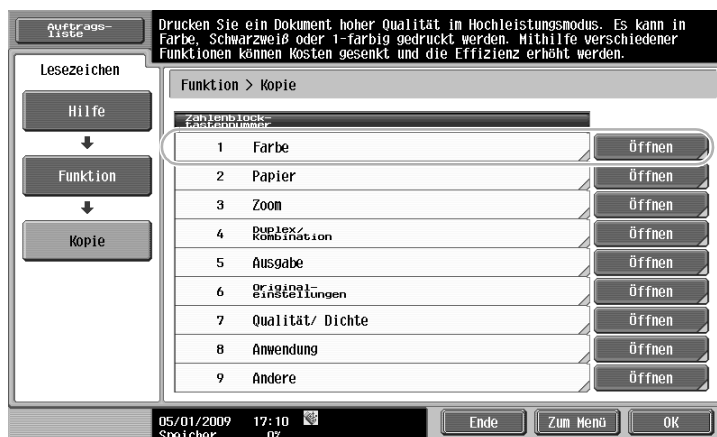 Auftrags-
liste
Drucken Sie ein Dokument hoher Qualität im Hochleistungsmodus. Es kann in
Farbe, Schwarzweiß oder 1-farbig gedruckt werden. Mithilfe verschiedener
Funktionen können Kosten gesenkt und die Effizienz erhöht werden.
Lesezeichen
Hilfe
Funktion
Kopie
Funktion > Kopie
Zahlenblock-
tastennummer
1 Farbe Öffnen
2 Papier Öffnen
3 Zoom Öffnen
4 Duplex/
Kombination Öffnen
5 Ausgabe Öffnen
6 Original-
einstellungen Öffnen
7 Qualität/ Dichte Öffnen
8 Anwendung Öffnen
9 Andere Öffnen
05/01/2009 17:10
Speicher 0%
Ende
Zum Menü
OK